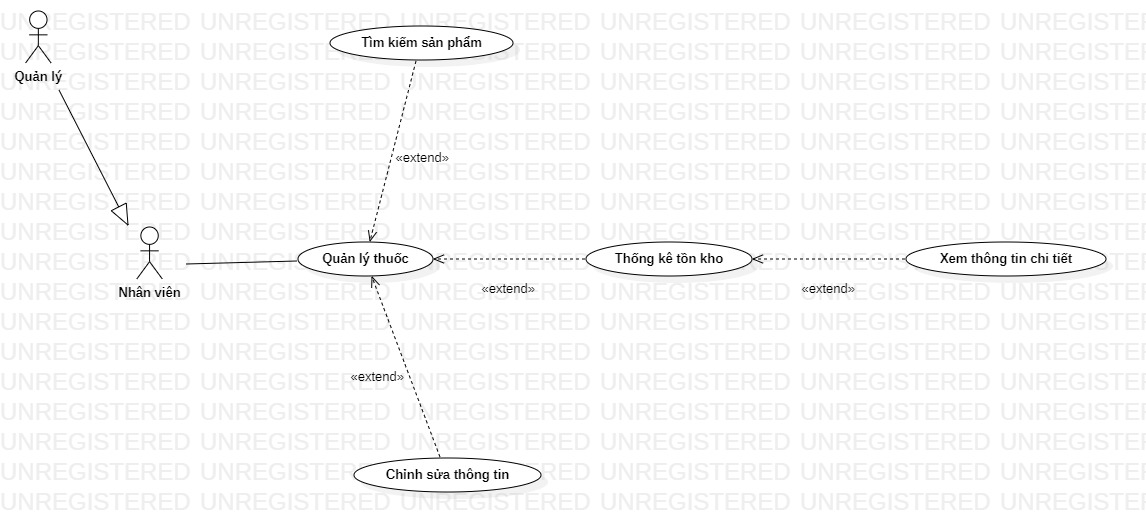 Quản lý
Tìm kiếm sản phẩm
«extend»
Nhân viên
Quản lý thuốc
«extend»
Thống kê tồn kho
«extend»
Xem thông tin chi tiết
«extend»
Chỉnh sửa thông tin
UNREGISTERED UNREGISTERED UNREGISTERED UNREGISTERED UNREGISTERED